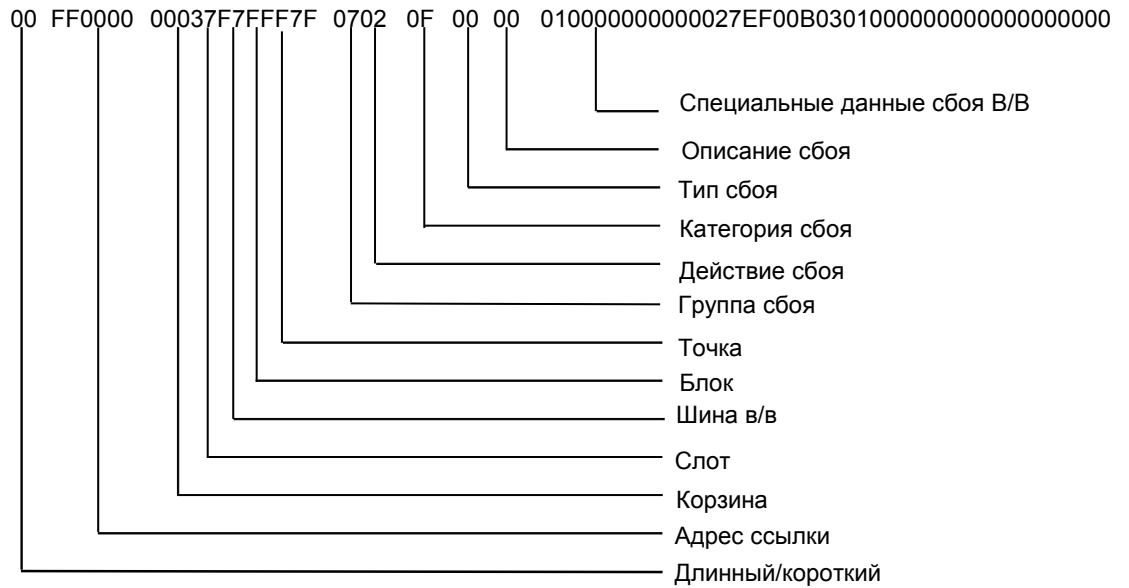 00 FF0000 00037F7FFF7F 0702 0F 00 00 01000000000027EF00B0301000000000000000000
Специальные данные сбоя В/В
Описание сбоя
Тип сбоя
Категория сбоя
Действие сбоя
Группа сбоя
Точка
Блок
Шина в/в
Слот
Корзина
Адрес ссылки
Длинный/короткий